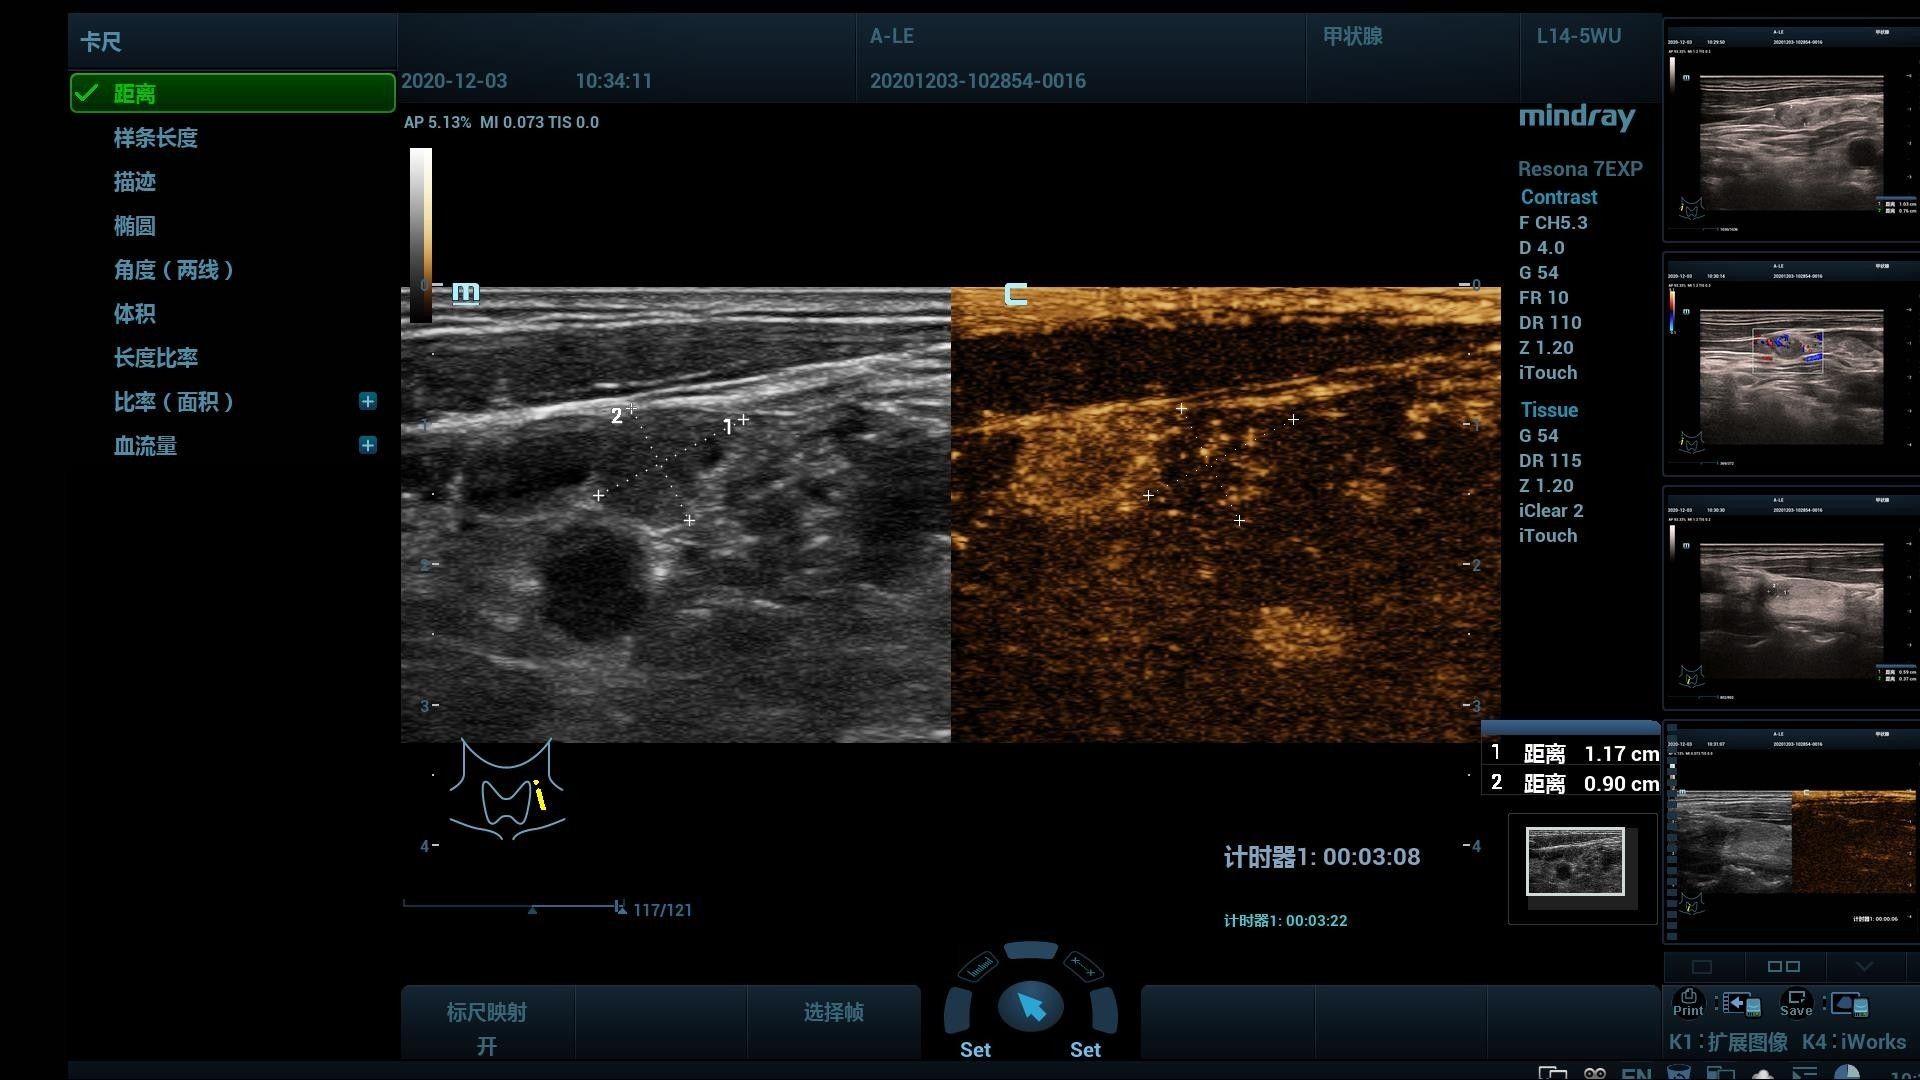 卡尺
A-LE
甲状腺
L14-5WU
2020-12-03 10:34:11
20201203-102854-0016
距离
样条长度
描迹
椭圆
角度（两线）
体积
长度比率
比率（面积）
血流量
AP 5.13% MI 0.073 TIS 0.0
mindray
Resona 7EXP
Contrast
F CH5.3
D 4.0
G 54
FR 10
DR 110
Z 1.20
iTouch
Tissue
G 54
DR 115
Z 1.20
iClear 2
iTouch
m
C
0
0
2
1
1
1
2
2
3
3
4
4
1 距离 1.17 cm
2 距离 0.90 cm
计时器1: 00:03:08
计时器1: 00:03:22
117/121
标尺映射
开
选择帧
Set
Set
Print
Save
K1：扩展图像 K4：iWorks
EN